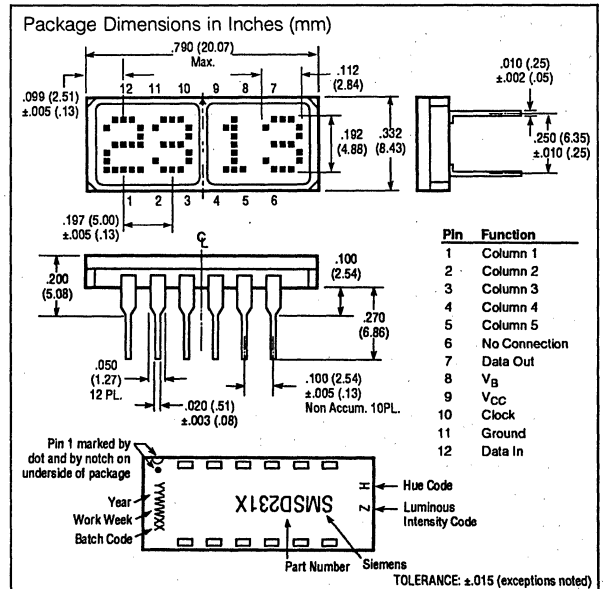 Package Dimensions in Inches (mm)
.790 (20.07)
Max.
.099 (2.51)
±.005 (.13)
12 11 10 9 8 7
.112
(2.84)
.010 (.25)
±.002 (.05)
2313
.192
(4.88)
.332
(8.43)
.250 (6.35)
±.010 (.25)
1 2 3 4 5 6
.197 (5.00)
±.005 (.13)
℄
.200
(5.08)
.100
(2.54)
.270
(6.86)
.050
(1.27)
12 PL.
.020 (.51)
±.003 (.08)
.100 (2.54)
±.005 (.13)
Non Accum. 10PL.
Pin Function
1 Column 1
2 Column 2
3 Column 3
4 Column 4
5 Column 5
6 No Connection
7 Data Out
8 VB
9 VCC
10 Clock
11 Ground
12 Data In
Pin 1 marked by
dot and by notch on
underside of package
Year
Work Week
Batch Code
SMSD231X
H
Z
Hue Code
Luminous
Intensity Code
Part Number
Siemens
TOLERANCE: ±.015 (exceptions noted)